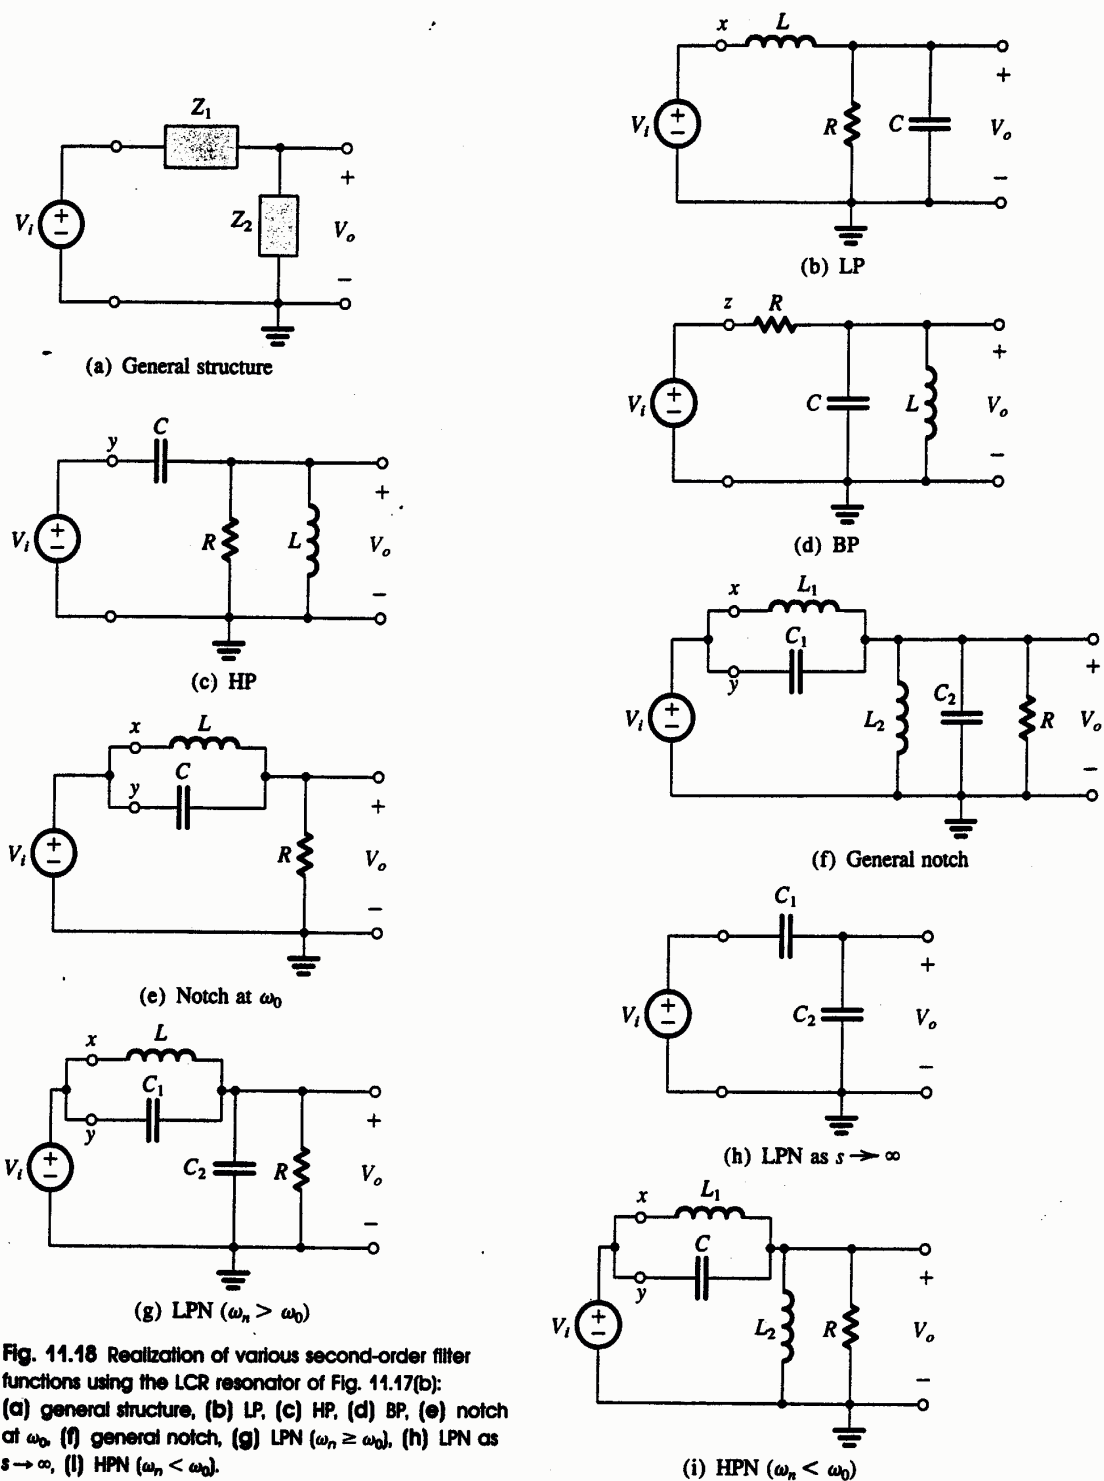 Z1
Vi
+
−
Z2
+
Vo
−
(a) General structure
x
L
Vi
+
−
R
C
+
Vo
−
(b) LP
y
C
Vi
+
−
R
L
+
Vo
−
(c) HP
z
R
Vi
+
−
C
L
+
Vo
−
(d) BP
x
L
C
y
Vi
+
−
R
+
Vo
−
(e) Notch at ω0
x
L1
C1
y
Vi
+
−
L2
C2
R
+
Vo
−
(f) General notch
x
L
C1
y
Vi
+
−
C2
R
+
Vo
−
(g) LPN (ωn > ω0)
C1
Vi
+
−
C2
+
Vo
−
(h) LPN as s → ∞
x
L1
C
y
Vi
+
−
L2
R
+
Vo
−
(i) HPN (ωn < ω0)
Fig. 11.18 Realization of various second-order filter
functions using the LCR resonator of Fig. 11.17(b):
(a) general structure, (b) LP, (c) HP, (d) BP, (e) notch
at ω0, (f) general notch, (g) LPN (ωn ≥ ω0), (h) LPN as
s → ∞, (i) HPN (ωn < ω0).